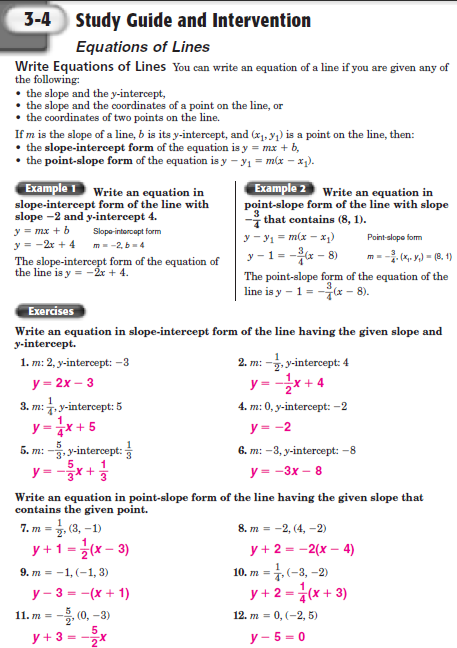 3-4 Study Guide and Intervention
Equations of Lines
Write Equations of Lines You can write an equation of a line if you are given any of
the following:
• the slope and the y-intercept,
• the slope and the coordinates of a point on the line, or
• the coordinates of two points on the line.
If m is the slope of a line, b is its y-intercept, and (x₁, y₁) is a point on the line, then:
• the slope-intercept form of the equation is y = mx + b,
• the point-slope form of the equation is y − y₁ = m(x − x₁).
Example 1 Write an equation in
slope-intercept form of the line with
slope −2 and y-intercept 4.
y = mx + b Slope-intercept form
y = −2x + 4 m = −2, b = 4
The slope-intercept form of the equation of
the line is y = −2x + 4.
Example 2 Write an equation in
point-slope form of the line with slope
−3/4 that contains (8, 1).
y − y₁ = m(x − x₁) Point-slope form
y − 1 = −3/4(x − 8) m = −3/4, (x₁, y₁) = (8, 1)
The point-slope form of the equation of the
line is y − 1 = −3/4(x − 8).
Exercises
Write an equation in slope-intercept form of the line having the given slope and
y-intercept.
1. m: 2, y-intercept: −3
y = 2x − 3
2. m: −1/2, y-intercept: 4
y = −1/2x + 4
3. m: 1/4, y-intercept: 5
y = 1/4x + 5
4. m: 0, y-intercept: −2
y = −2
5. m: −5/3, y-intercept: 1/3
y = −5/3x + 1/3
6. m: −3, y-intercept: −8
y = −3x − 8
Write an equation in point-slope form of the line having the given slope that
contains the given point.
7. m = 1/2, (3, −1)
y + 1 = 1/2(x − 3)
8. m = −2, (4, −2)
y + 2 = −2(x − 4)
9. m = −1, (−1, 3)
y − 3 = −(x + 1)
10. m = 1/4, (−3, −2)
y + 2 = 1/4(x + 3)
11. m = −5/2, (0, −3)
y + 3 = −5/2x
12. m = 0, (−2, 5)
y − 5 = 0